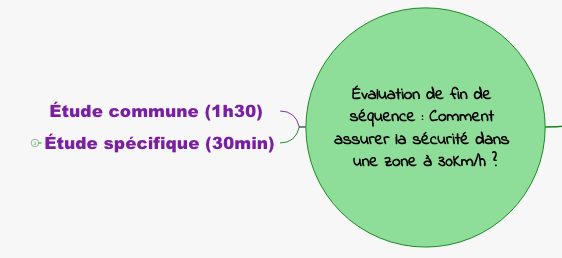 Étude commune (1h30)
Étude spécifique (30min)
Évaluation de fin de
séquence : Comment
assurer la sécurité dans
une zone à 30Km/h ?